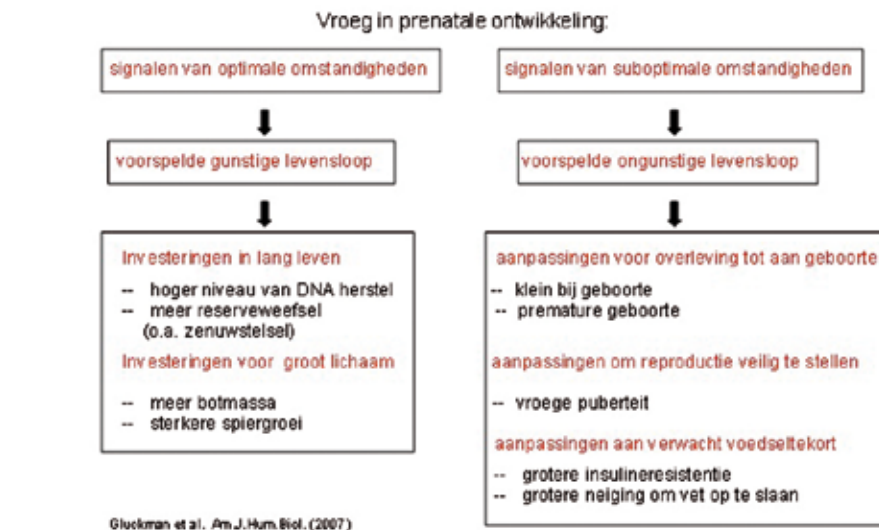 Vroeg in prenatale ontwikkeling:
signalen van optimale omstandigheden
voorspelde gunstige levensloop
Investeringen in lang leven
-- hoger niveau van DNA herstel
-- meer reserveweefsel
(o.a. zenuwstelsel)
Investeringen voor groot lichaam
-- meer botmassa
-- sterkere spiergroei
signalen van suboptimale omstandigheden
voorspelde ongunstige levensloop
aanpassingen voor overleving tot aan geboorte
-- klein bij geboorte
-- premature geboorte
aanpassingen om reproductie veilig te stellen
-- vroege puberteit
aanpassingen aan verwacht voedseltekort
-- grotere insulineresistentie
-- grotere neiging om vet op te slaan
Gluckman et al. Am.J.Hum.Biol.(2007)